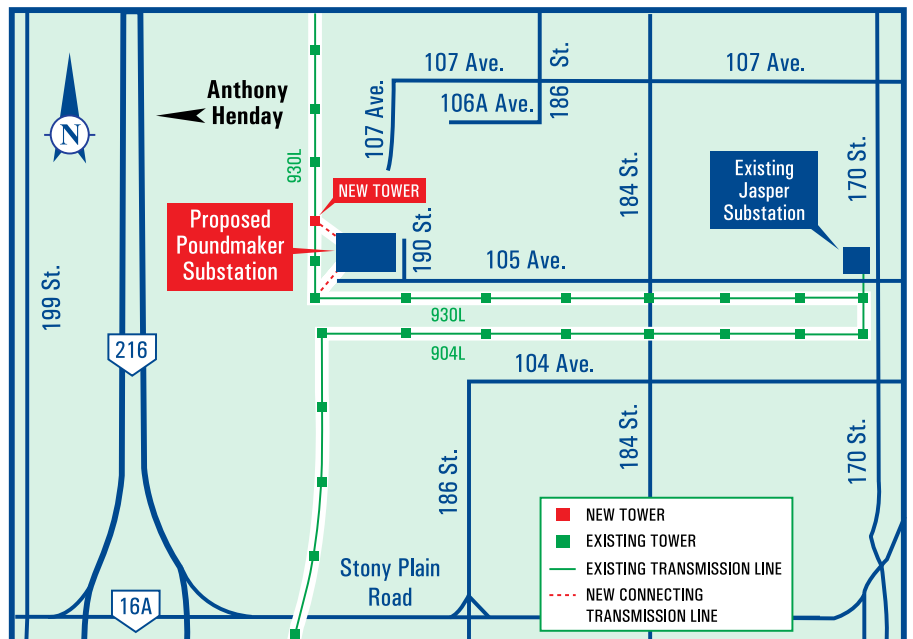 107 Ave.
107 Ave.
186 St.
106A Ave.
Anthony
Henday
N
107 Ave.
930L
184 St.
170 St.
Existing
Jasper
Substation
NEW TOWER
Proposed
Poundmaker
Substation
190 St.
105 Ave.
199 St.
930L
216
904L
104 Ave.
186 St.
184 St.
170 St.
NEW TOWER
EXISTING TOWER
EXISTING TRANSMISSION LINE
NEW CONNECTING
TRANSMISSION LINE
Stony Plain
Road
16A